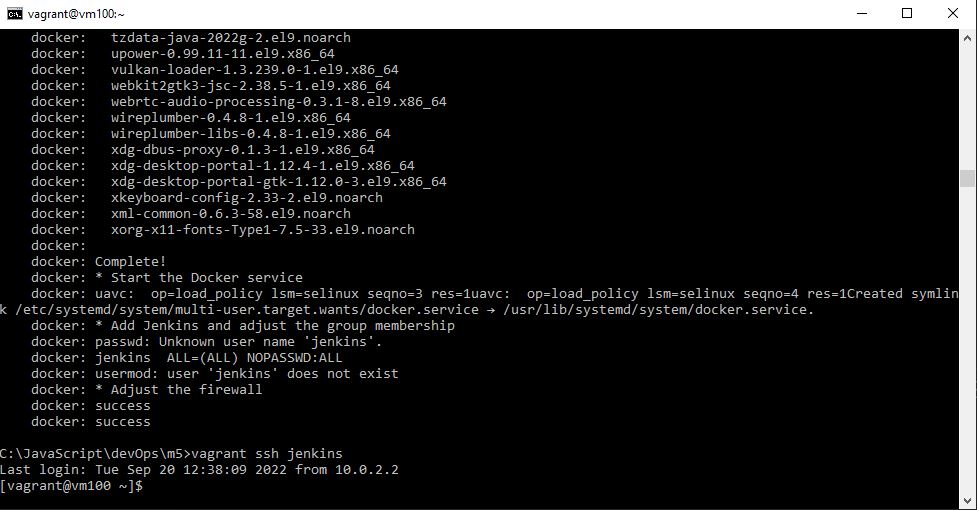 vagrant@vm100:~
docker:   tzdata-java-2022g-2.el9.noarch
docker:   upower-0.99.11-11.el9.x86_64
docker:   vulkan-loader-1.3.239.0-1.el9.x86_64
docker:   webkit2gtk3-jsc-2.38.5-1.el9.x86_64
docker:   webrtc-audio-processing-0.3.1-8.el9.x86_64
docker:   wireplumber-0.4.8-1.el9.x86_64
docker:   wireplumber-libs-0.4.8-1.el9.x86_64
docker:   xdg-dbus-proxy-0.1.3-1.el9.x86_64
docker:   xdg-desktop-portal-1.12.4-1.el9.x86_64
docker:   xdg-desktop-portal-gtk-1.12.0-3.el9.x86_64
docker:   xkeyboard-config-2.33-2.el9.noarch
docker:   xml-common-0.6.3-58.el9.noarch
docker:   xorg-x11-fonts-Type1-7.5-33.el9.noarch
docker:
docker: Complete!
docker: * Start the Docker service
docker: uavc:  op=load_policy lsm=selinux seqno=3 res=1uavc:  op=load_policy lsm=selinux seqno=4 res=1Created symlin
k /etc/systemd/system/multi-user.target.wants/docker.service → /usr/lib/systemd/system/docker.service.
docker: * Add Jenkins and adjust the group membership
docker: passwd: Unknown user name 'jenkins'.
docker: jenkins  ALL=(ALL) NOPASSWD:ALL
docker: usermod: user 'jenkins' does not exist
docker: * Adjust the firewall
docker: success
docker: success
C:\JavaScript\devOps\m5>vagrant ssh jenkins
Last login: Tue Sep 20 12:38:09 2022 from 10.0.2.2
[vagrant@vm100 ~]$